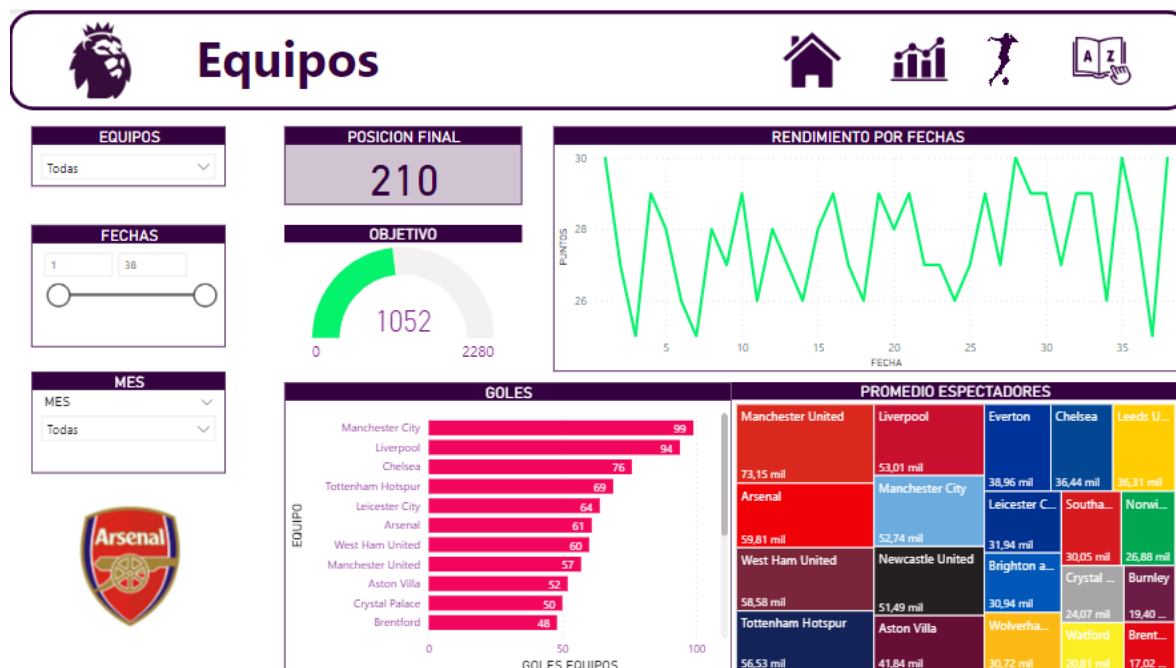 Equipos
A Z
EQUIPOS
Todas
FECHAS
1 38
MES
MES
Todas
Arsenal
POSICION FINAL
210
OBJETIVO
1052
0 2280
RENDIMIENTO POR FECHAS
30
28
26
PUNTOS
5 10 15 20 25 30 35
FECHA
GOLES
EQUIPO
Manchester City 99
Liverpool 94
Chelsea 76
Tottenham Hotspur 69
Leicester City 64
Arsenal 61
West Ham United 60
Manchester United 57
Aston Villa 52
Crystal Palace 50
Brentford 48
0 50 100
GOLES EQUIPOS
PROMEDIO ESPECTADORES
Manchester United
73,15 mil
Arsenal
59,81 mil
West Ham United
58,58 mil
Tottenham Hotspur
56,53 mil
Liverpool
53,01 mil
Manchester City
52,74 mil
Newcastle United
51,49 mil
Aston Villa
41,84 mil
Everton
38,96 mil
Chelsea
36,44 mil
Leeds U...
36,31 mil
Leicester C...
31,94 mil
Brighton a...
30,94 mil
Wolverha...
30,72 mil
Southa...
30,05 mil
Norwi...
26,88 mil
Crystal ...
24,07 mil
Watford
20,81 mil
Burnley
19,40 ...
Brent...
17,02 ...